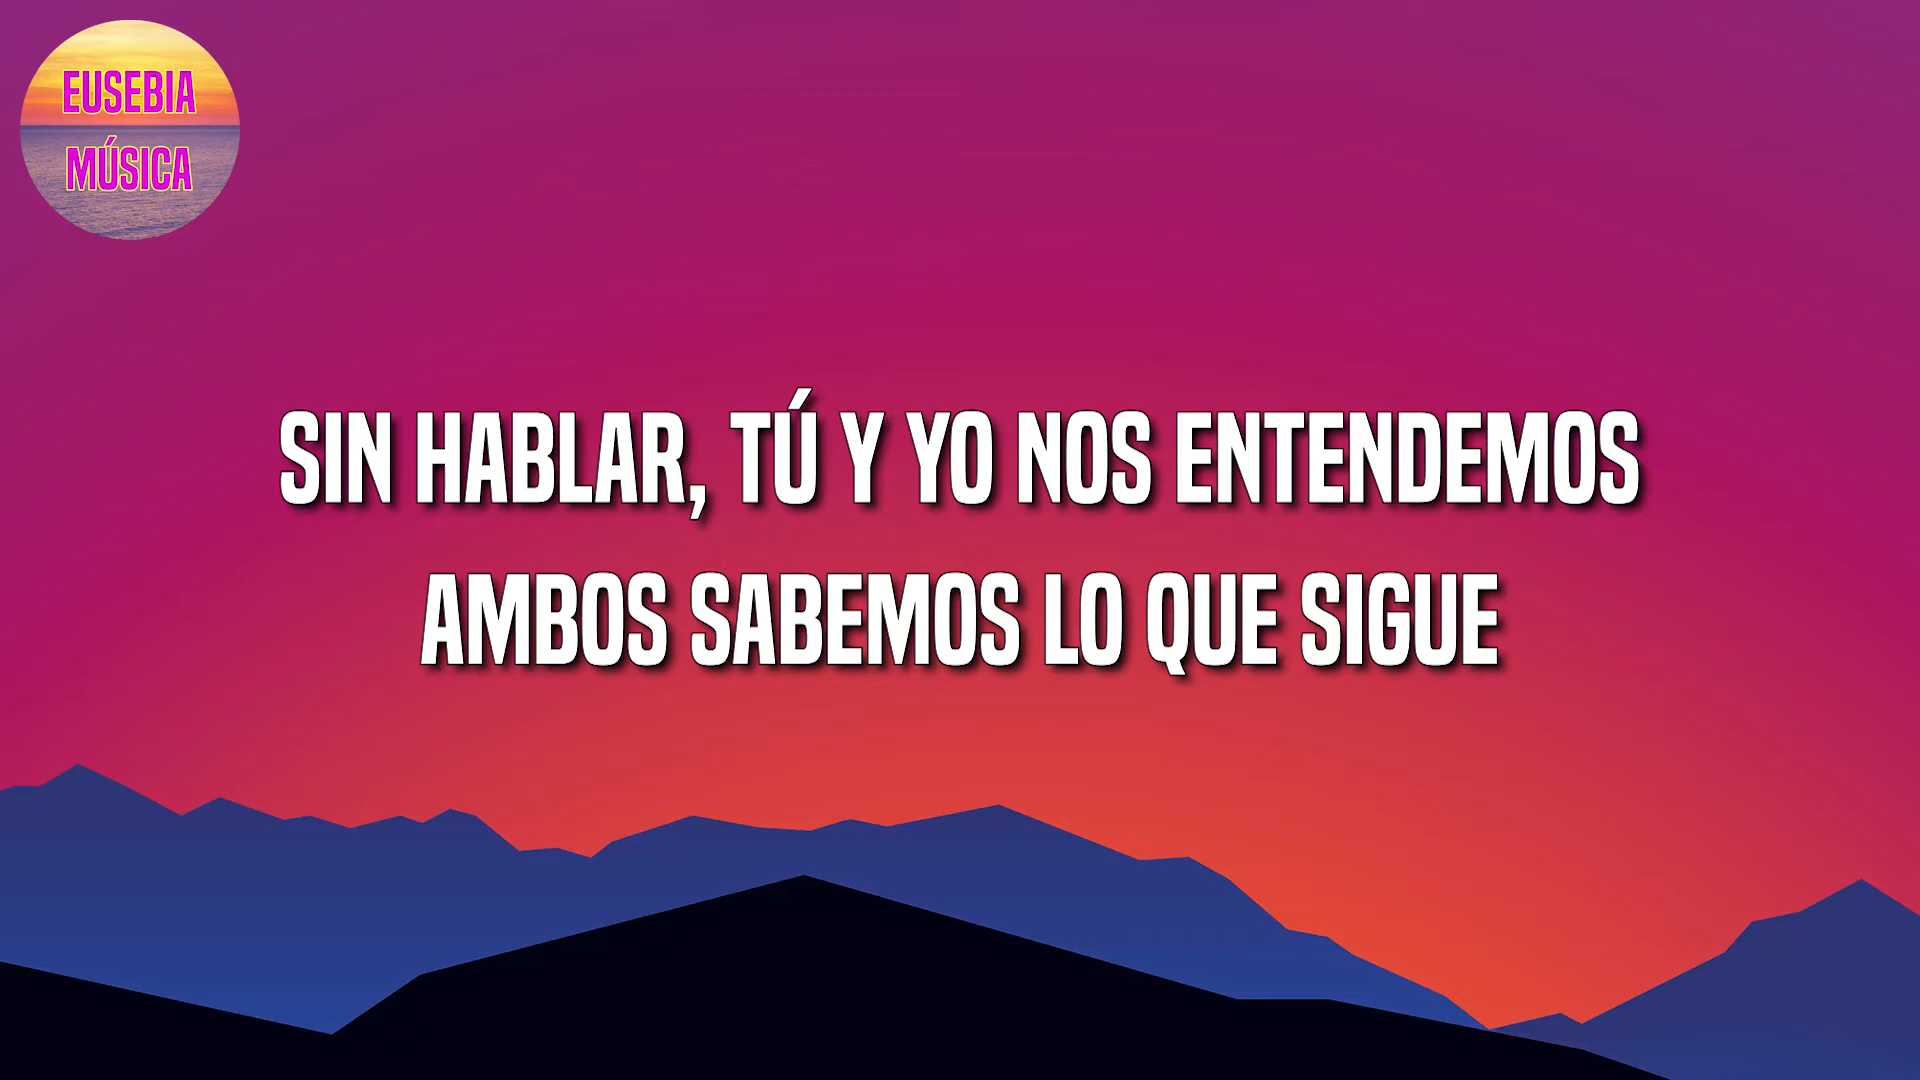 EUSEBIA
MÚSICA
SIN HABLAR, TÚ Y YO NOS ENTENDEMOS
AMBOS SABEMOS LO QUE SIGUE